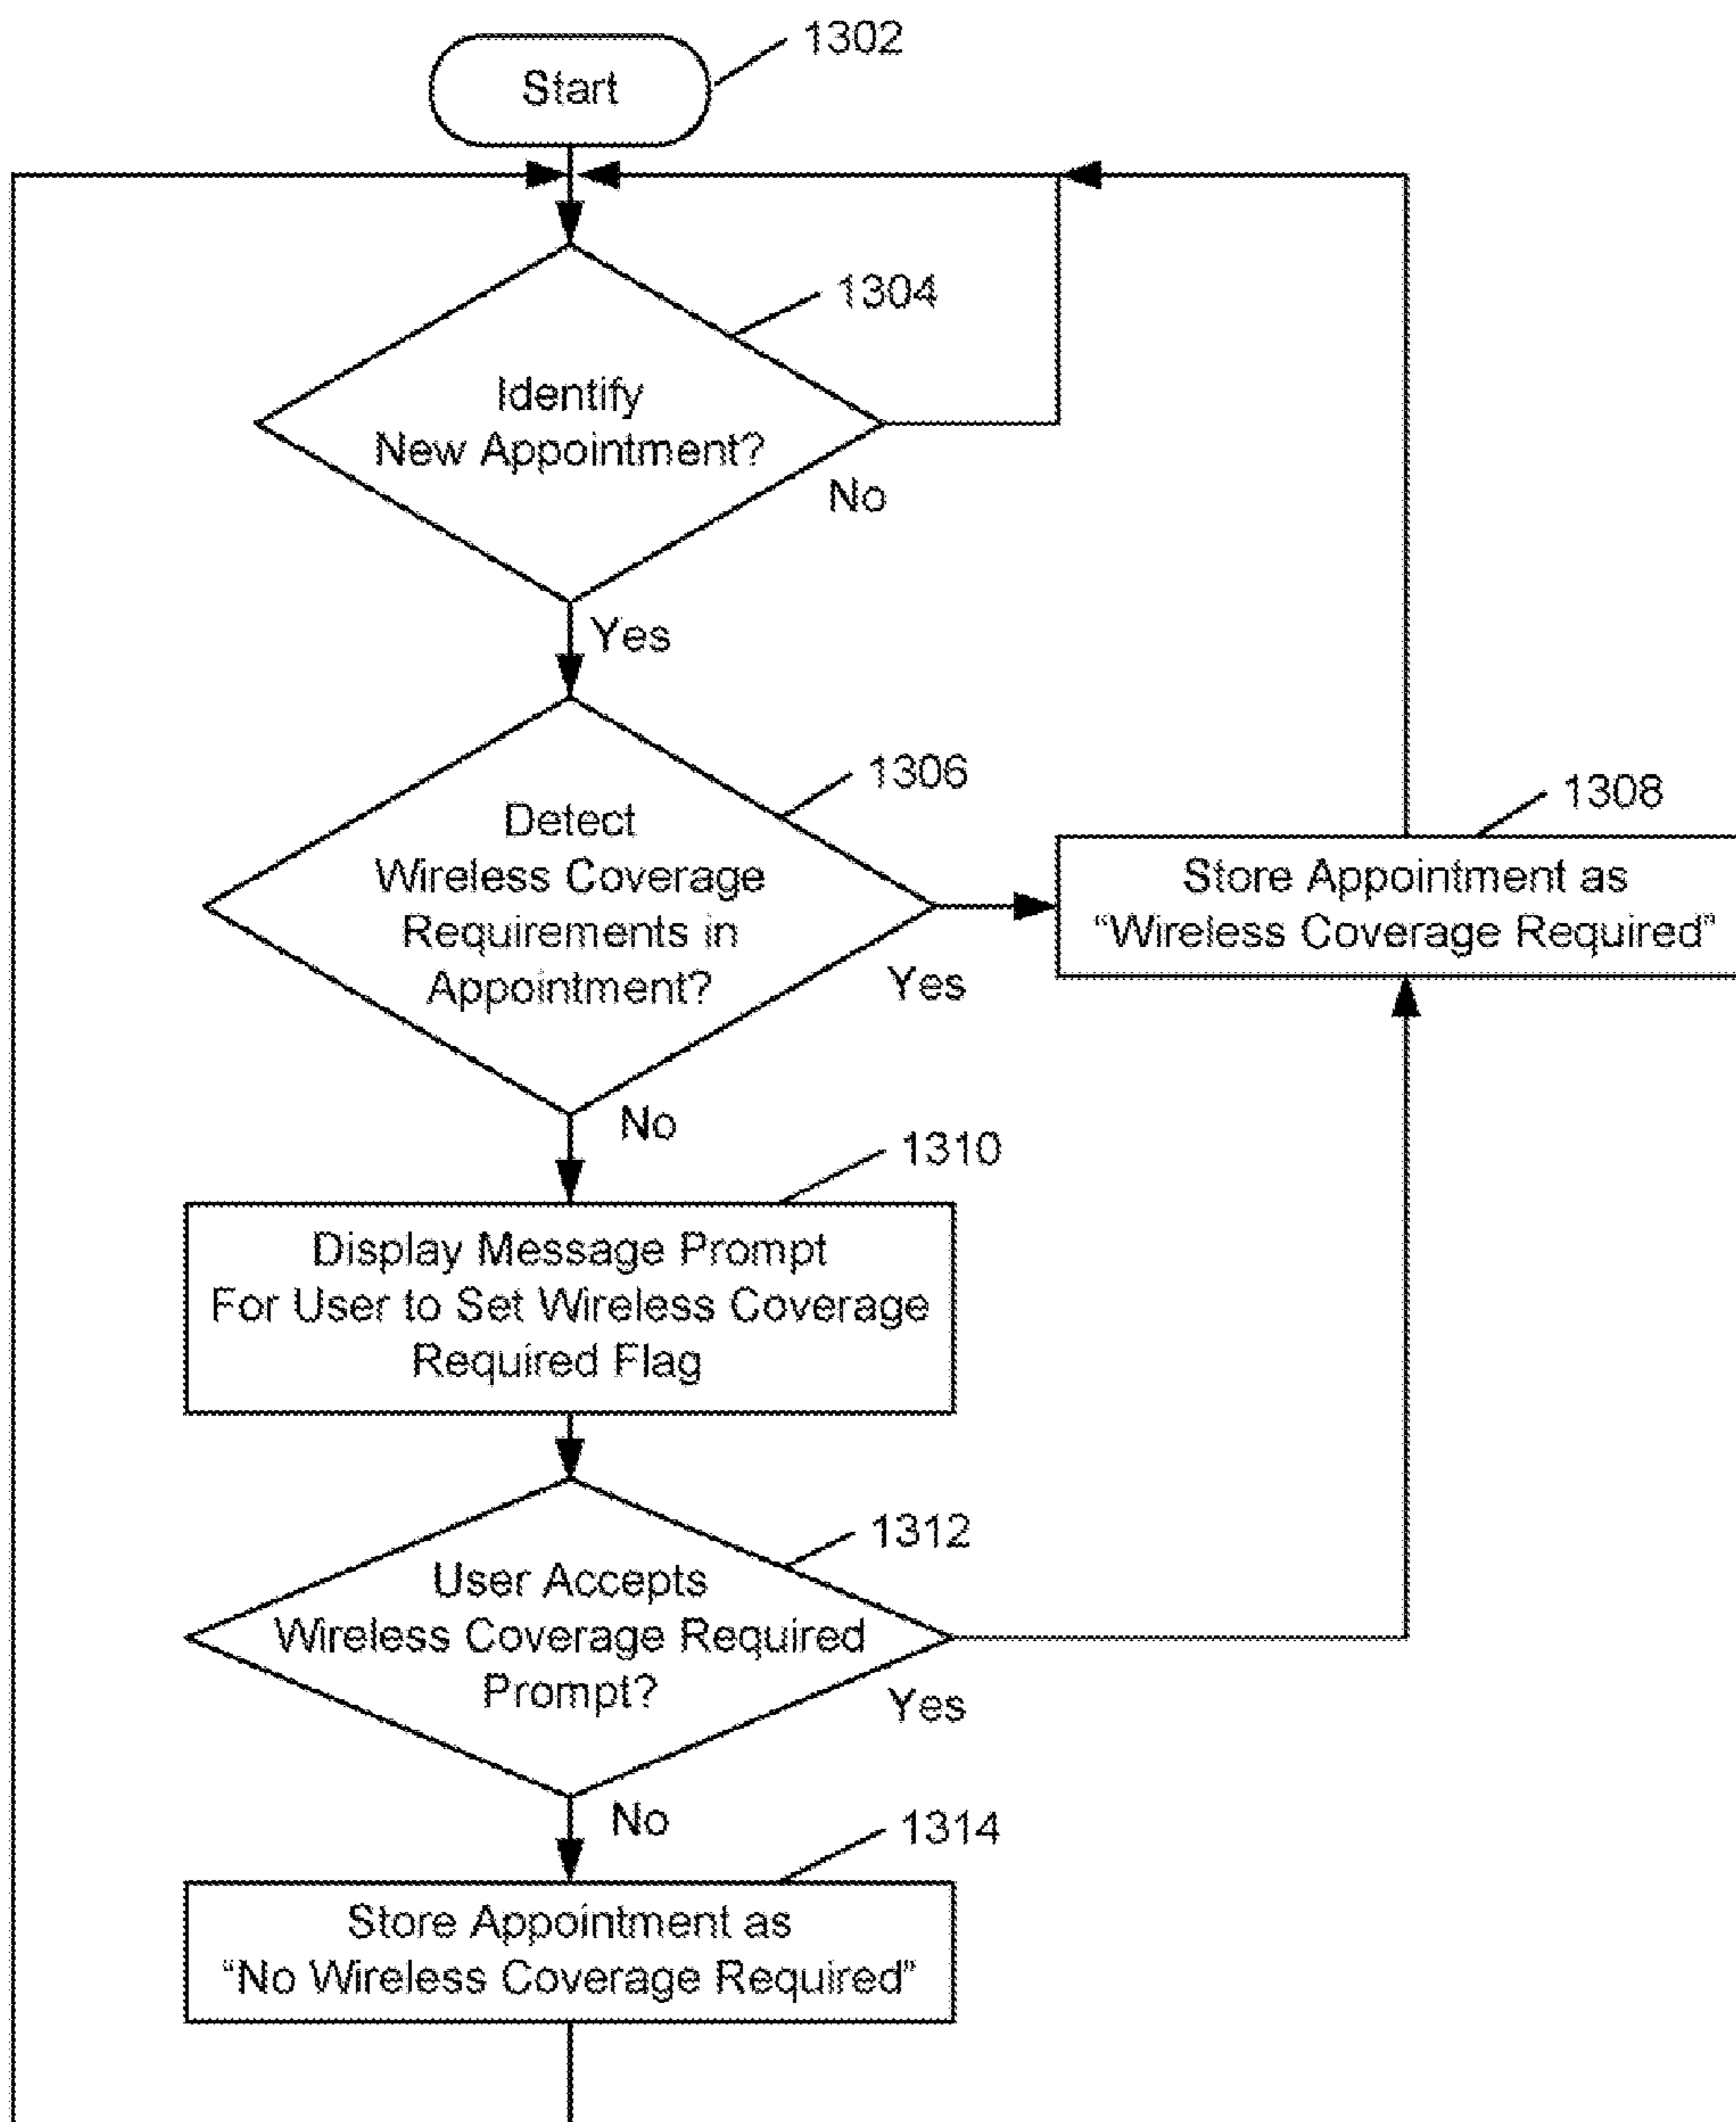 1302
Start
1304
Identify
New Appointment?
No
Yes
1306
Detect
Wireless Coverage
Requirements in
Appointment?
Yes
1308
Store Appointment as
“Wireless Coverage Required”
No
1310
Display Message Prompt
For User to Set Wireless Coverage
Required Flag
1312
User Accepts
Wireless Coverage Required
Prompt?
Yes
No
1314
Store Appointment as
“No Wireless Coverage Required”